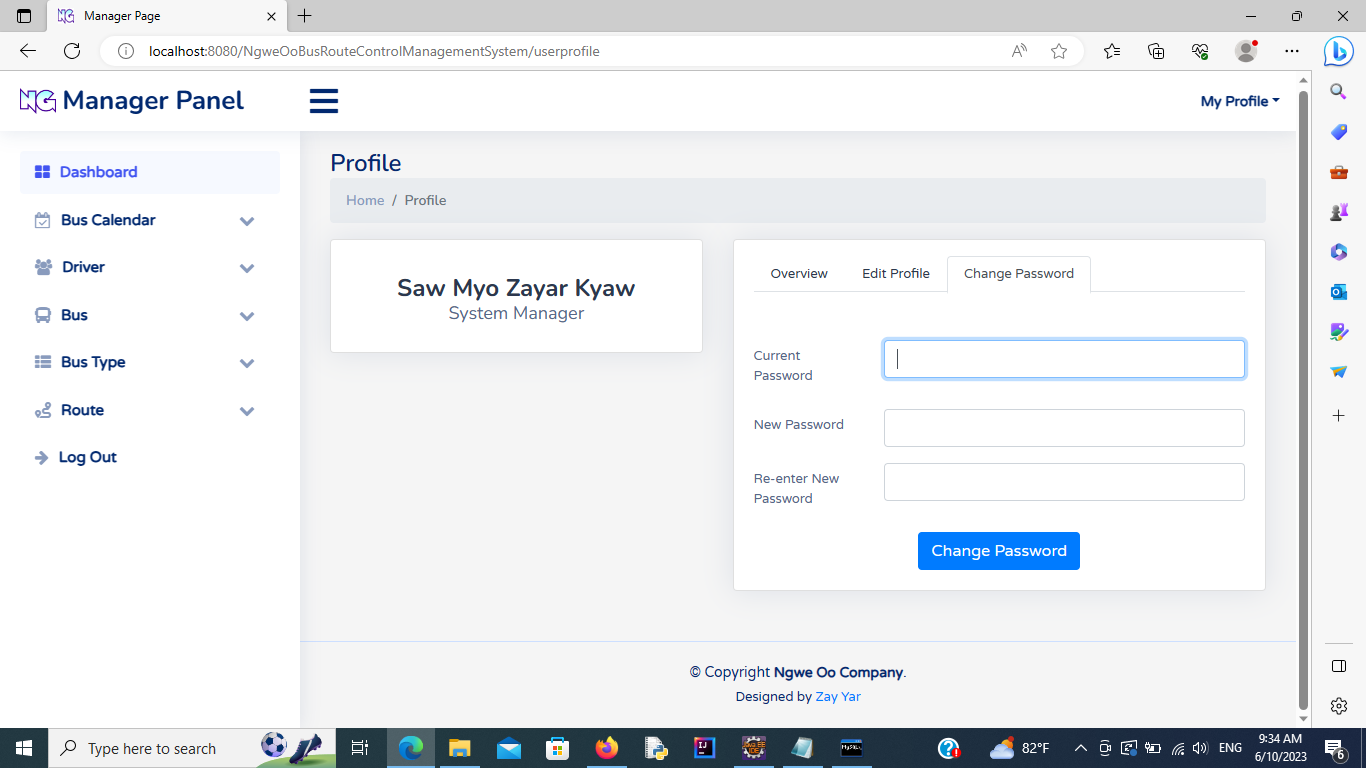 Manager Page
localhost:8080/NgweOoBusRouteControlManagementSystem/userprofile
NG Manager Panel
My Profile
Dashboard
Bus Calendar
Driver
Bus
Bus Type
Route
Log Out
Profile
Home / Profile
Saw Myo Zayar Kyaw
System Manager
Overview Edit Profile Change Password
Current
Password
New Password
Re-enter New
Password
Change Password
© Copyright Ngwe Oo Company.
Designed by Zay Yar
Type here to search
82°F
ENG
9:34 AM
6/10/2023
6